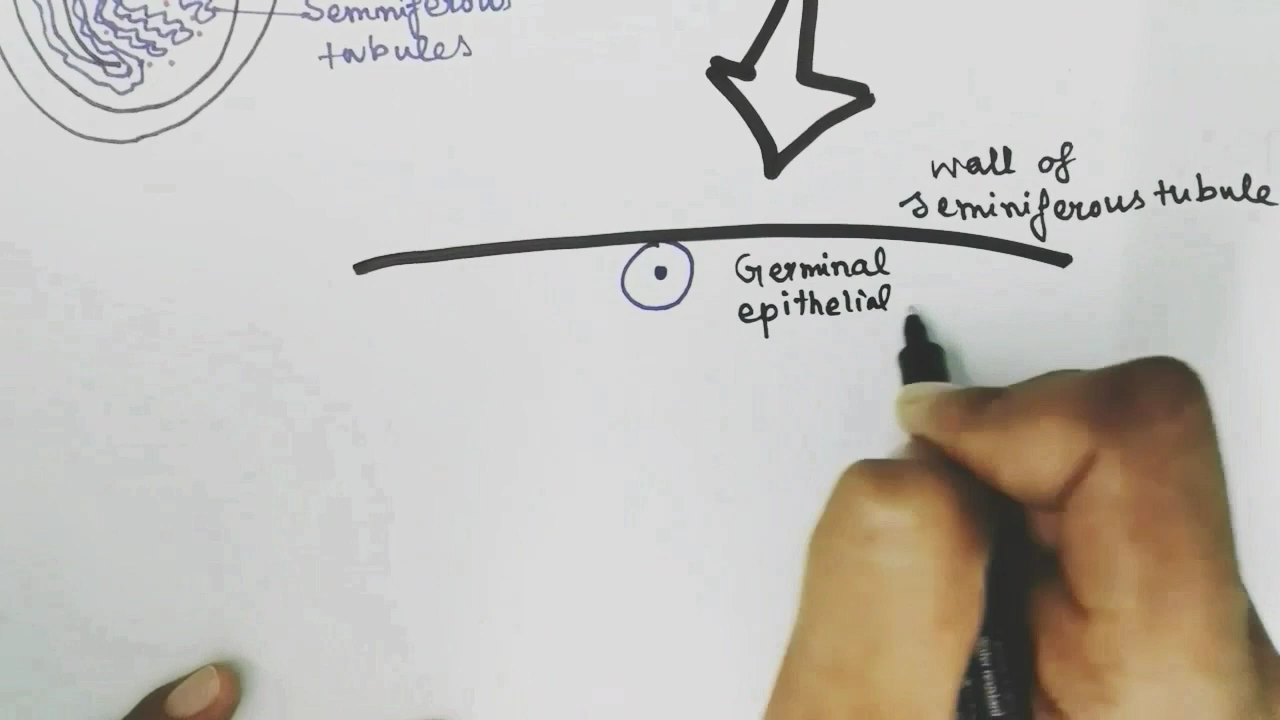 Seminiferous
tubules
wall of
seminiferous tubule
Germinal
epithelial